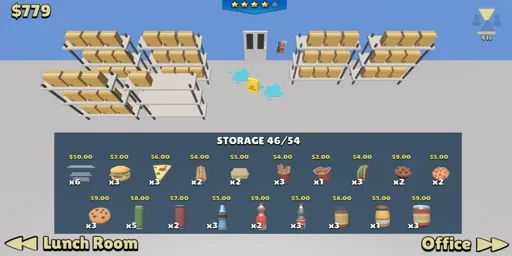 $779
41s
STORAGE 46/54
$50.00 $7.00 $6.00 $4.00 $5.00 $4.00 $2.00 $4.00 $9.00 $5.00
x6 x3 x3 x2 x2 x3 x1 x3 x2 x2
$9.00 $8.00 $7.00 $5.00 $9.00 $5.00 $8.00 $5.00 $9.00
x3 x5 x2 x3 x2 x3 x3 x2 x3
Lunch Room
Office